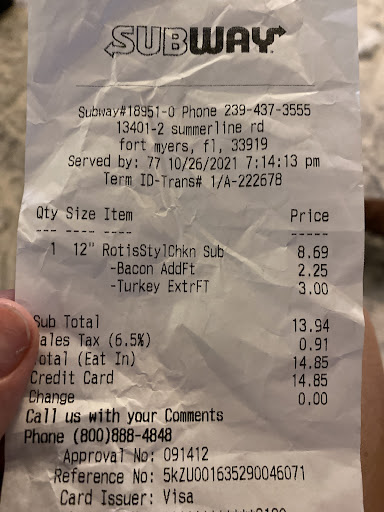 SUBWAY
Subway#18951-0 Phone 239-437-3555
13401-2 summerline rd
fort myers, fl, 33919
Served by: 77 10/26/2021 7:14:13 pm
Term ID-Trans# 1/A-222678
Qty Size Item Price
--- ---- ---- -----
1 12" RotisStylChkn Sub 8.69
-Bacon AddFt 2.25
-Turkey ExtrFT 3.00
Sub Total 13.94
ales Tax (6.5%) 0.91
otal (Eat In) 14.85
Credit Card 14.85
Change 0.00
Call us with your Comments
Phone (800)888-4848
Approval No: 091412
Reference No: 5kZU001635290046071
Card Issuer: Visa